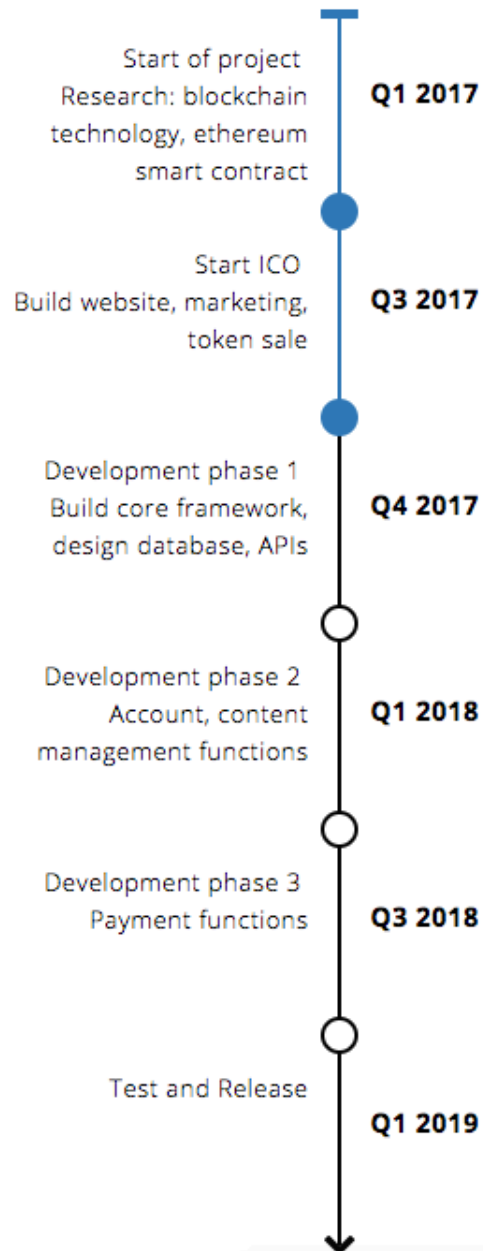 Start of project
Research: blockchain
technology, ethereum
smart contract
Q1 2017
Start ICO
Build website, marketing,
token sale
Q3 2017
Development phase 1
Build core framework,
design database, APIs
Q4 2017
Development phase 2
Account, content
management functions
Q1 2018
Development phase 3
Payment functions
Q3 2018
Test and Release
Q1 2019